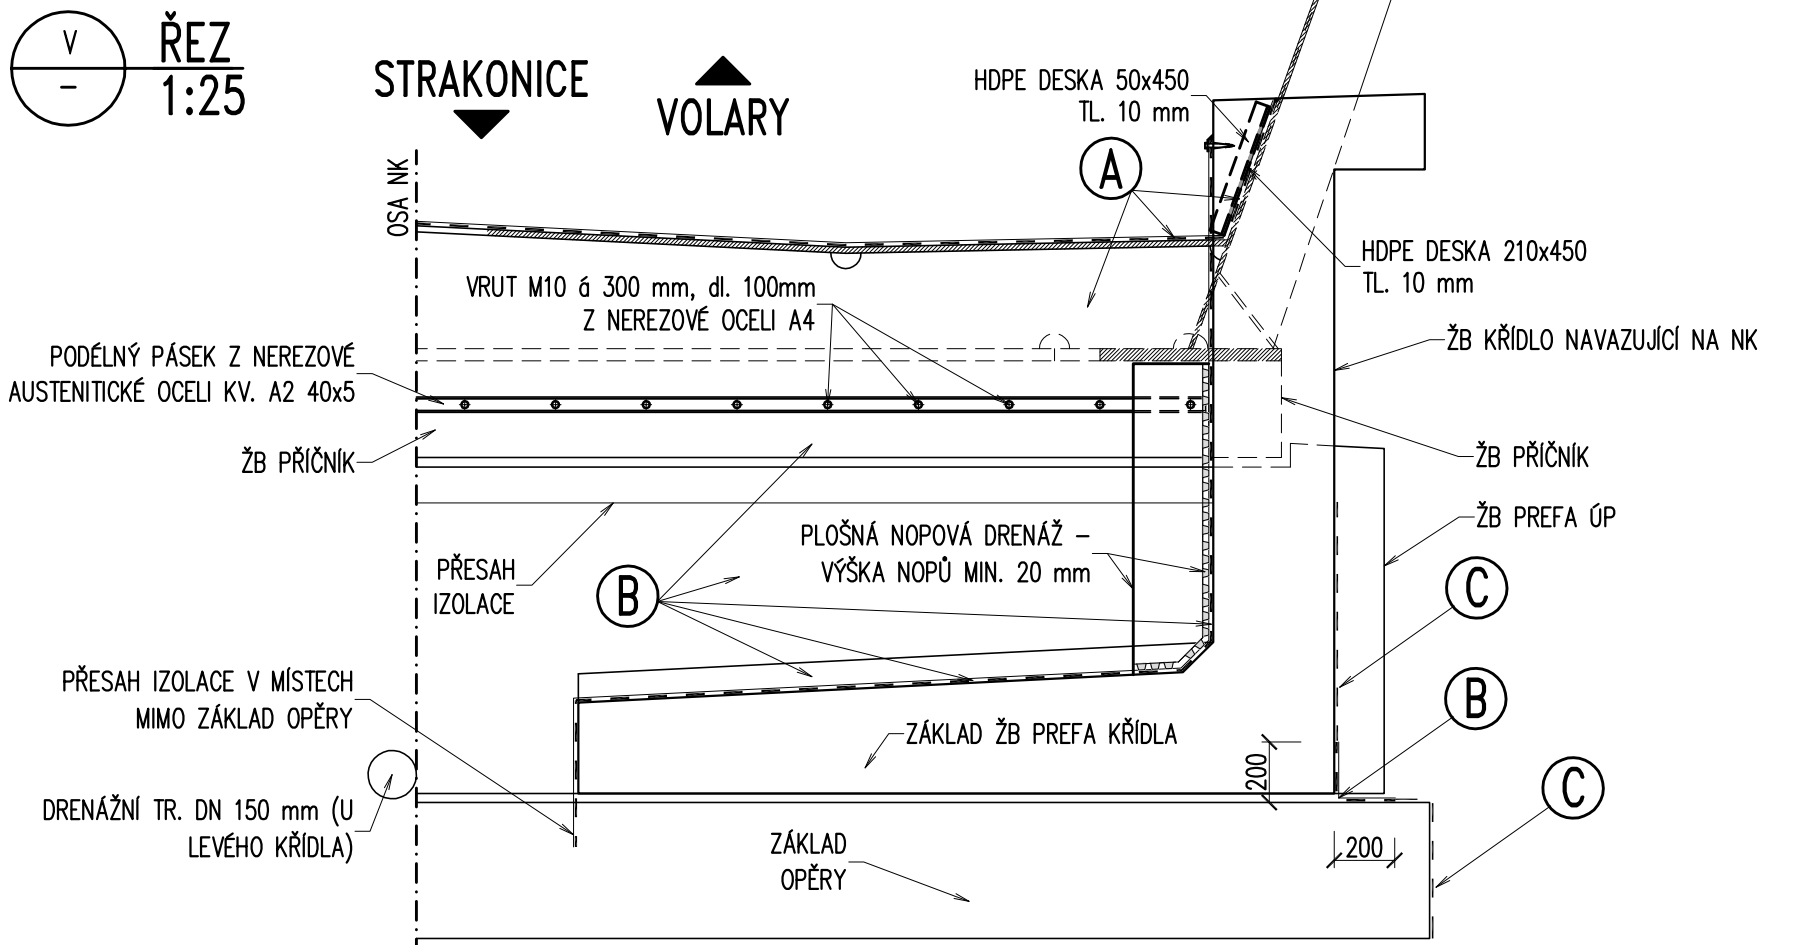 V
–
ŘEZ
1:25
STRAKONICE
VOLARY
HDPE DESKA 50x450
TL. 10 mm
A
OSA NK
HDPE DESKA 210x450
TL. 10 mm
VRUT M10 á 300 mm, dl. 100mm
Z NEREZOVÉ OCELI A4
ŽB KŘÍDLO NAVAZUJÍCÍ NA NK
PODÉLNÝ PÁSEK Z NEREZOVÉ
AUSTENITICKÉ OCELI KV. A2 40x5
ŽB PŘÍČNÍK
ŽB PŘÍČNÍK
ŽB PREFA ÚP
PLOŠNÁ NOPOVÁ DRENÁŽ –
VÝŠKA NOPŮ MIN. 20 mm
PŘESAH
IZOLACE
B
C
PŘESAH IZOLACE V MÍSTECH
MIMO ZÁKLAD OPĚRY
B
ZÁKLAD ŽB PREFA KŘÍDLA
200
C
DRENÁŽNÍ TR. DN 150 mm (U
LEVÉHO KŘÍDLA)
ZÁKLAD
OPĚRY
200